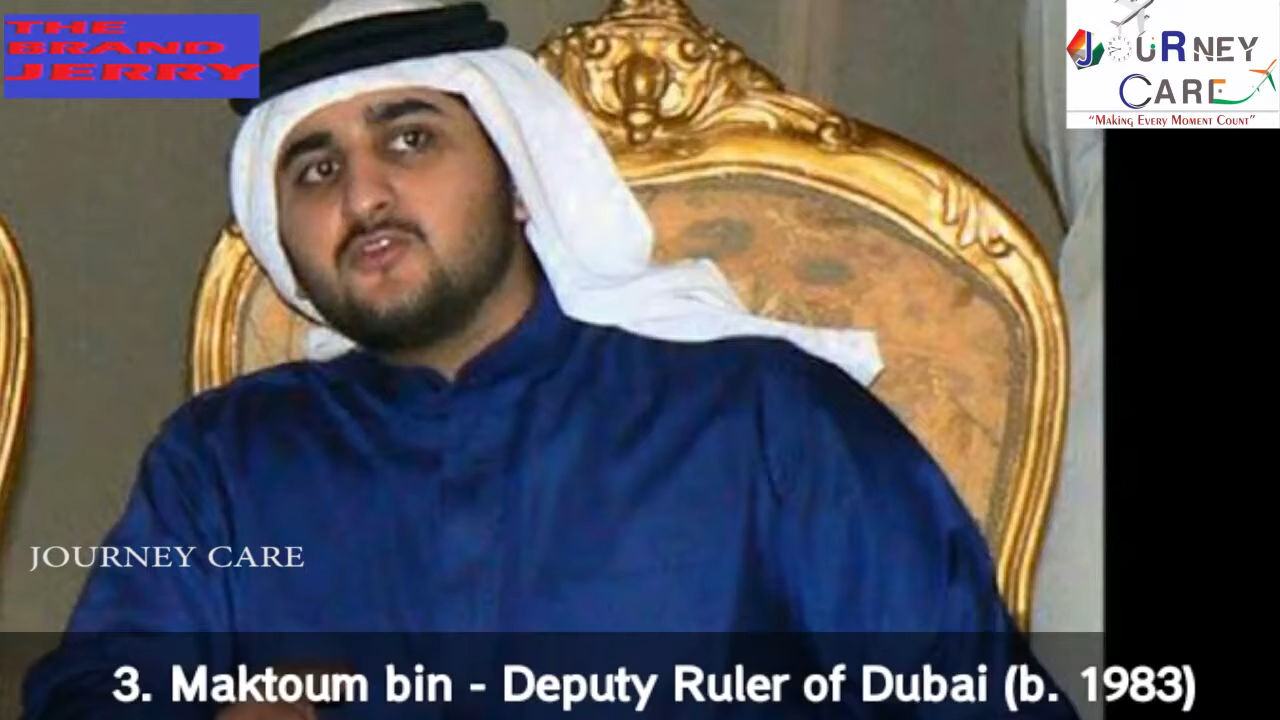 THE
BRAND
JERRY
JOURNEY
CARE
"MAKING EVERY MOMENT COUNT"
JOURNEY CARE
3. Maktoum bin - Deputy Ruler of Dubai (b. 1983)